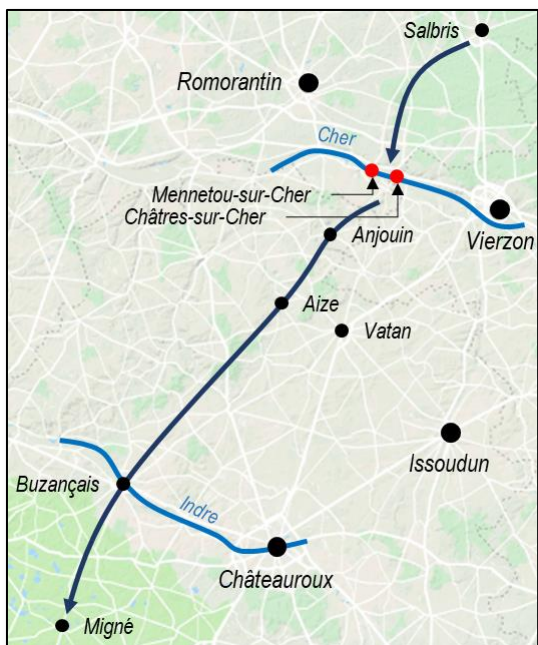 Salbris
Romorantin
Cher
Mennetou-sur-Cher
Châtres-sur-Cher
Vierzon
Anjouin
Aize
Vatan
Issoudun
Buzançais
Indre
Châteauroux
Migné